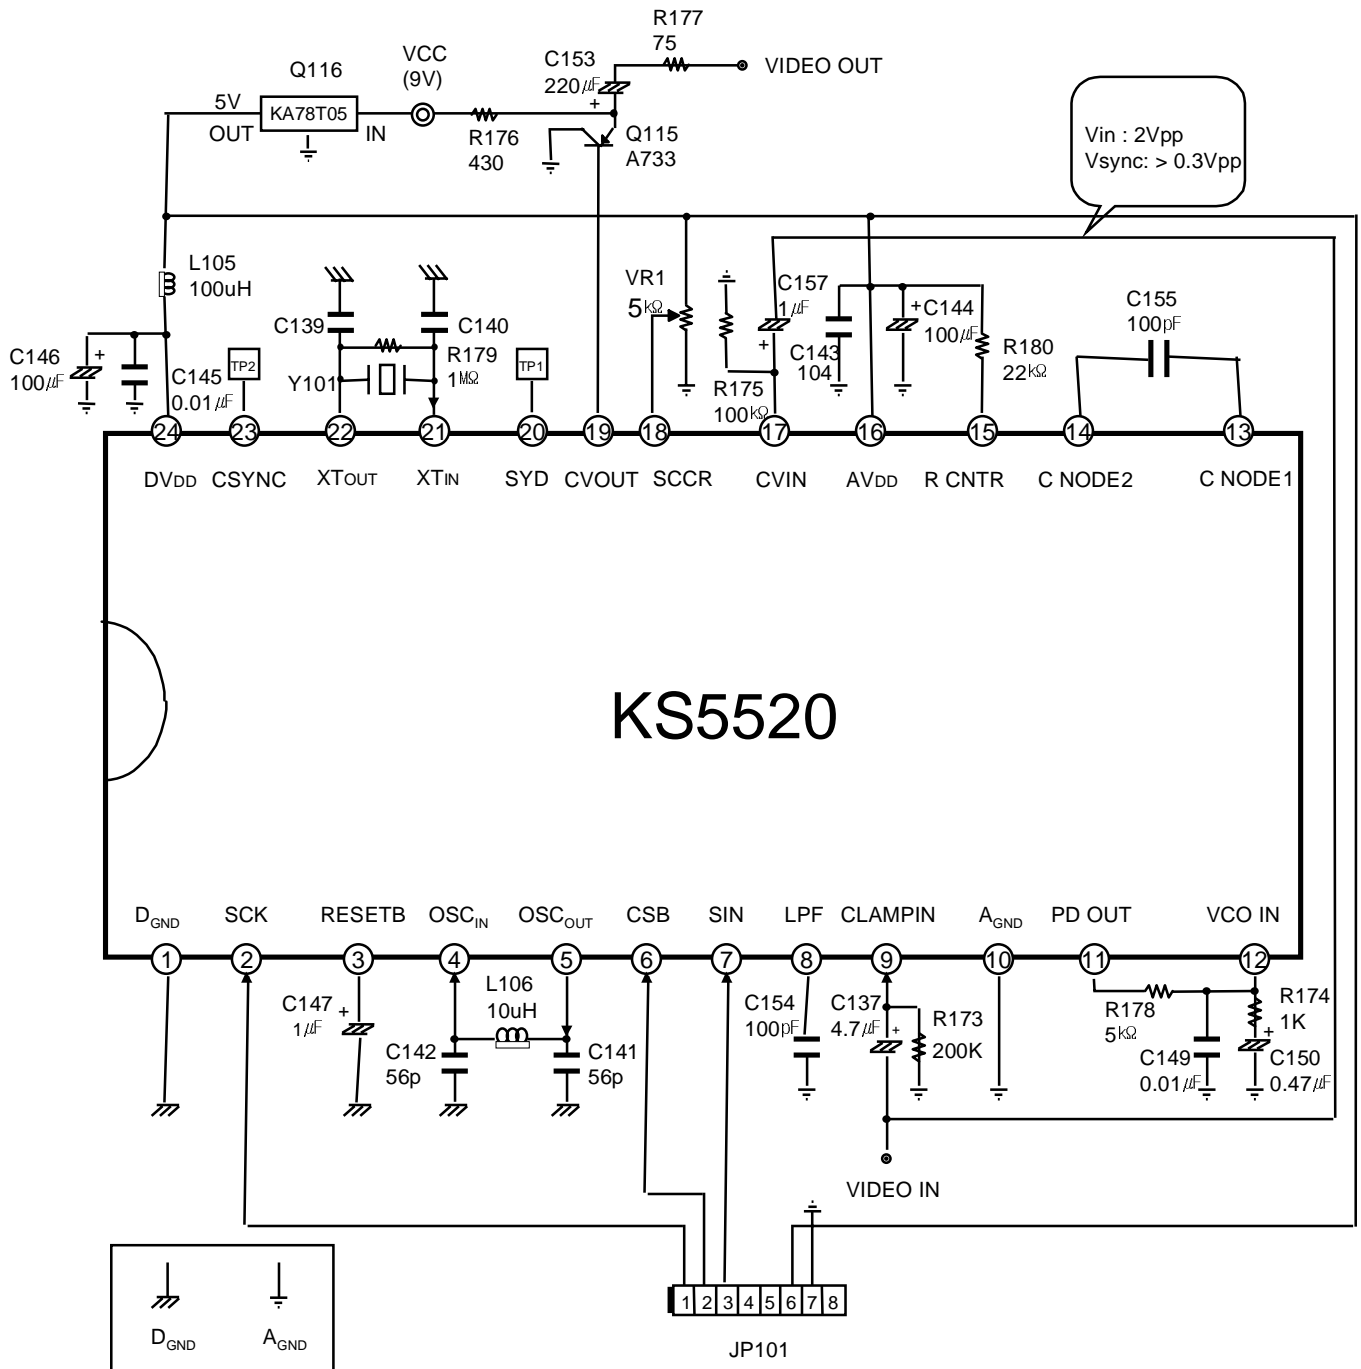 R177
75
VCC
(9V)
C153
220㎌
+
VIDEO OUT
Q116
5V
KA78T05
OUT
IN
R176
430
Q115
A733
Vin : 2Vpp
Vsync: > 0.3Vpp
L105
100uH
VR1
5㏀
C157
1㎌
+
C155
100㎊
C139
C140
+
C144
100㎌
C143
104
R180
22㏀
C146
100㎌
+
C145
0.01㎌
TP2
Y101
R179
1㏁
TP1
R175
100㏀
24
23
22
21
20
19
18
17
16
15
14
13
DVDD
CSYNC
XTOUT
XTIN
SYD
CVOUT
SCCR
CVIN
AVDD
R CNTR
C NODE2
C NODE1
KS5520
DGND
SCK
RESETB
OSCIN
OSCOUT
CSB
SIN
LPF
CLAMPIN
AGND
PD OUT
VCO IN
1
2
3
4
5
6
7
8
9
10
11
12
C147
1㎌
+
L106
10uH
C142
56p
C141
56p
C154
100㎊
C137
4.7㎌
+
R173
200K
R178
5㏀
R174
1K
C149
0.01㎌
+
C150
0.47㎌
VIDEO IN
1 2 3 4 5 6 7 8
JP101
DGND
AGND